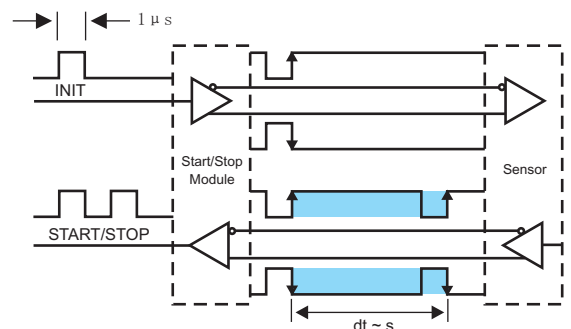 1 μ s
INIT
Start/Stop
Module
Sensor
START/STOP
dt ~ s